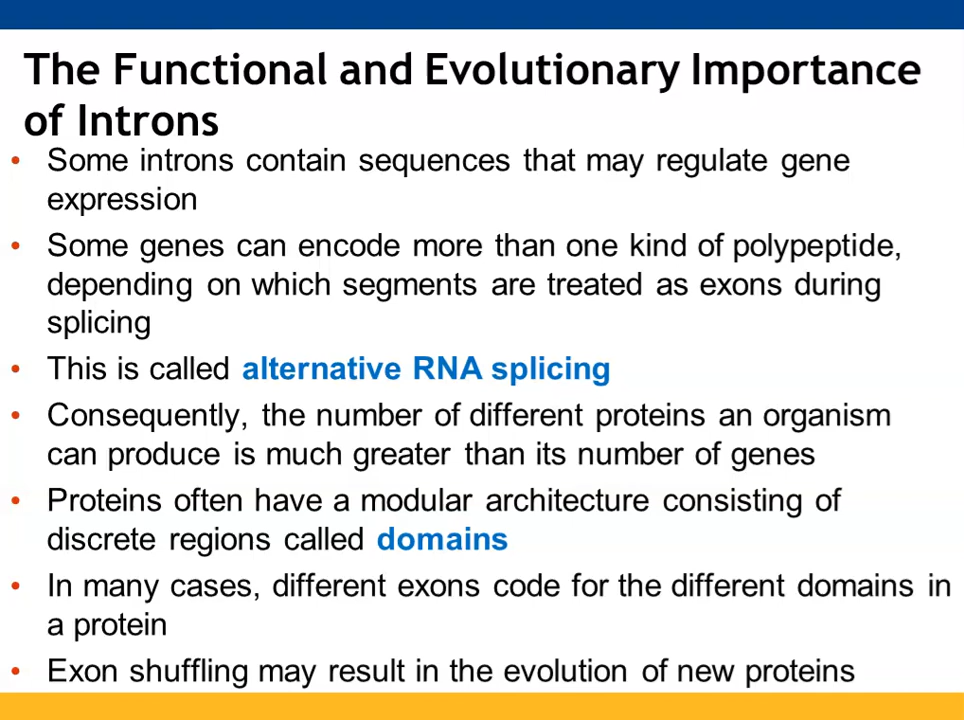 The Functional and Evolutionary Importance
of Introns
• Some introns contain sequences that may regulate gene
expression
• Some genes can encode more than one kind of polypeptide,
depending on which segments are treated as exons during
splicing
• This is called alternative RNA splicing
• Consequently, the number of different proteins an organism
can produce is much greater than its number of genes
• Proteins often have a modular architecture consisting of
discrete regions called domains
• In many cases, different exons code for the different domains in
a protein
• Exon shuffling may result in the evolution of new proteins